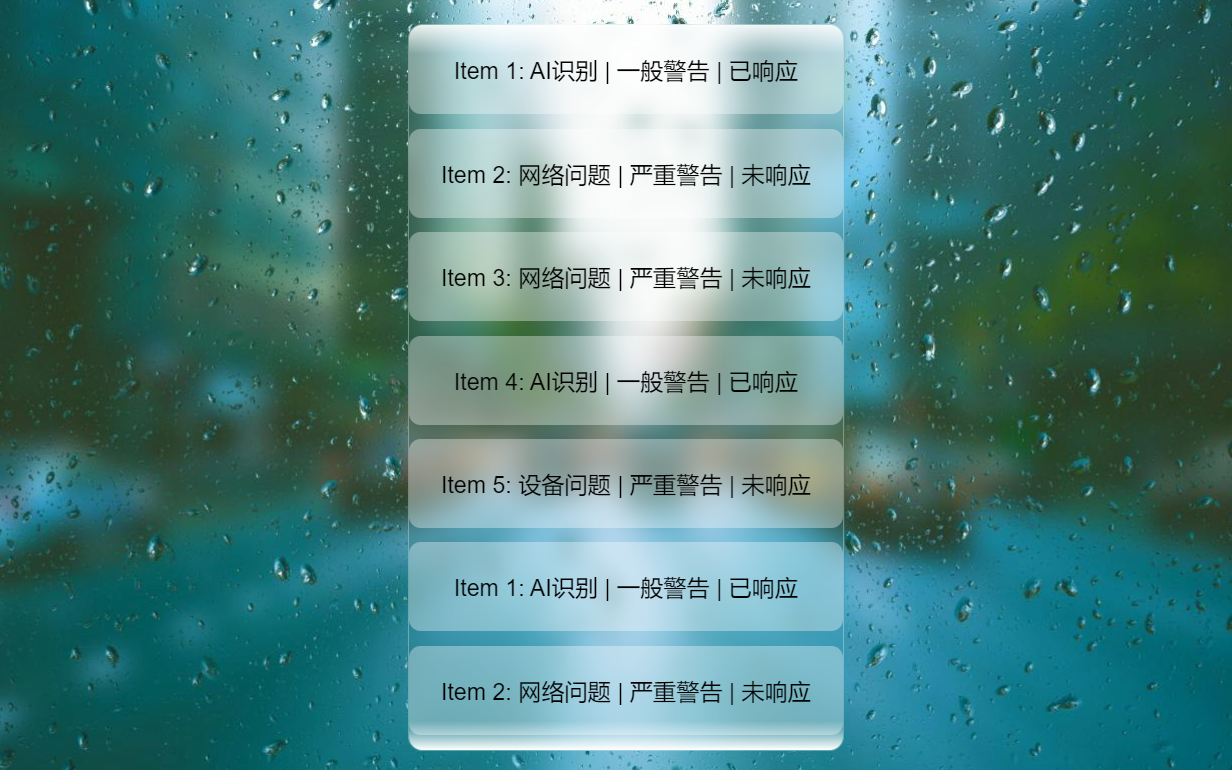 Item 1: AI识别 | 一般警告 | 已响应
Item 2: 网络问题 | 严重警告 | 未响应
Item 3: 网络问题 | 严重警告 | 未响应
Item 4: AI识别 | 一般警告 | 已响应
Item 5: 设备问题 | 严重警告 | 未响应
Item 1: AI识别 | 一般警告 | 已响应
Item 2: 网络问题 | 严重警告 | 未响应